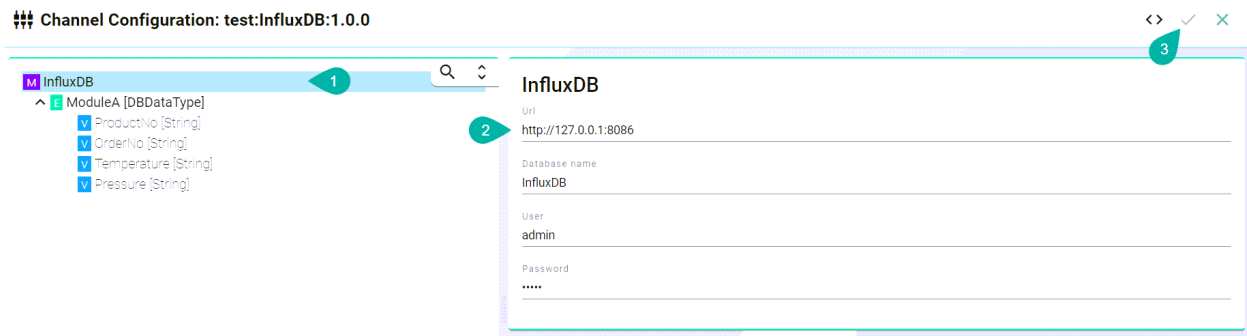 Channel Configuration: test:InfluxDB:1.0.0
3
M InfluxDB
1
E ModuleA [DBDataType]
V ProductNo [String]
V OrderNo [String]
V Temperature [String]
V Pressure [String]
InfluxDB
Url
2
http://127.0.0.1:8086
Database name
InfluxDB
User
admin
Password
•••••